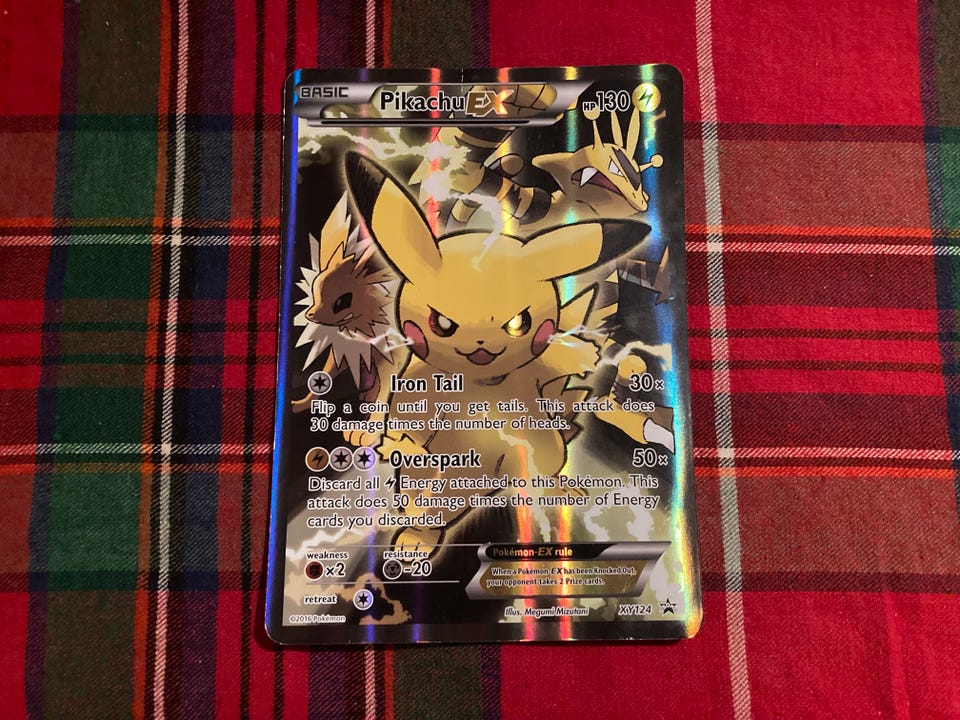 BASIC Pikachu EX HP130
Iron Tail 30×
Flip a coin until you get tails. This attack does
30 damage times the number of heads.
Overspark 50×
Discard all Energy attached to this Pokémon. This
attack does 50 damage times the number of Energy
cards you discarded.
weakness resistance
×2 -20
Pokémon-EX rule
When a Pokémon-EX has been Knocked Out,
your opponent takes 2 Prize cards.
retreat
Illus. Megumi Mizutani XY124
©2016 Pokémon